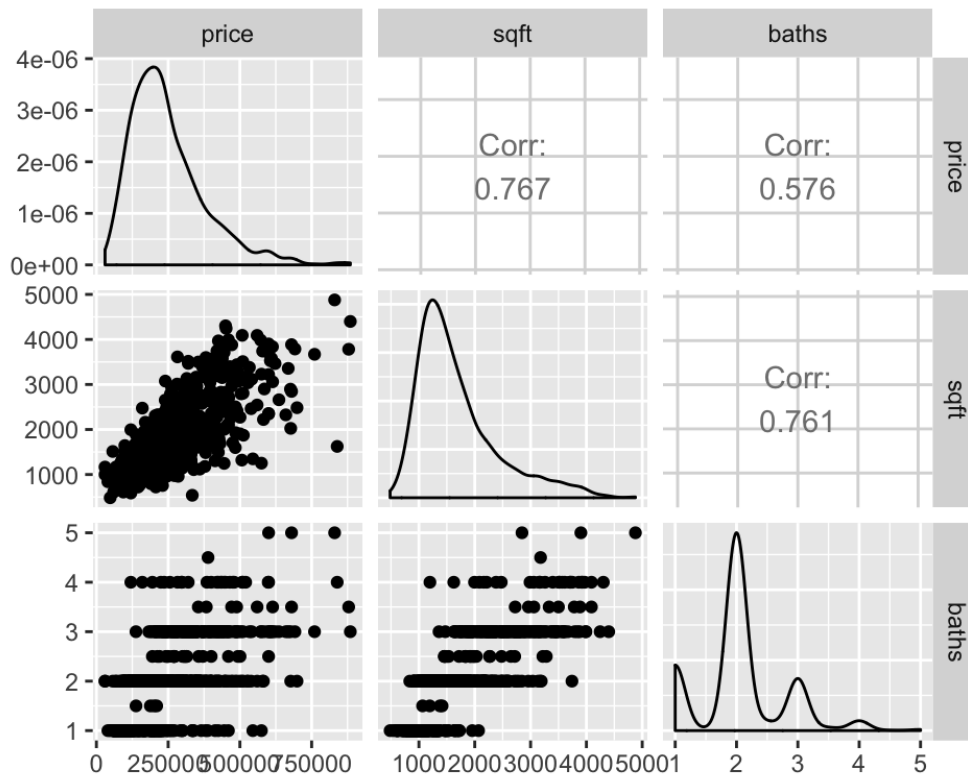 price sqft baths
4e-06
3e-06
2e-06
1e-06
0e+00
Corr:
0.767
Corr:
0.576
price
5000
4000
3000
2000
1000
Corr:
0.761
sqft
5
4
3
2
1
baths
0 250000 500000 750000 1000 2000 3000 4000 5000 1 2 3 4 5